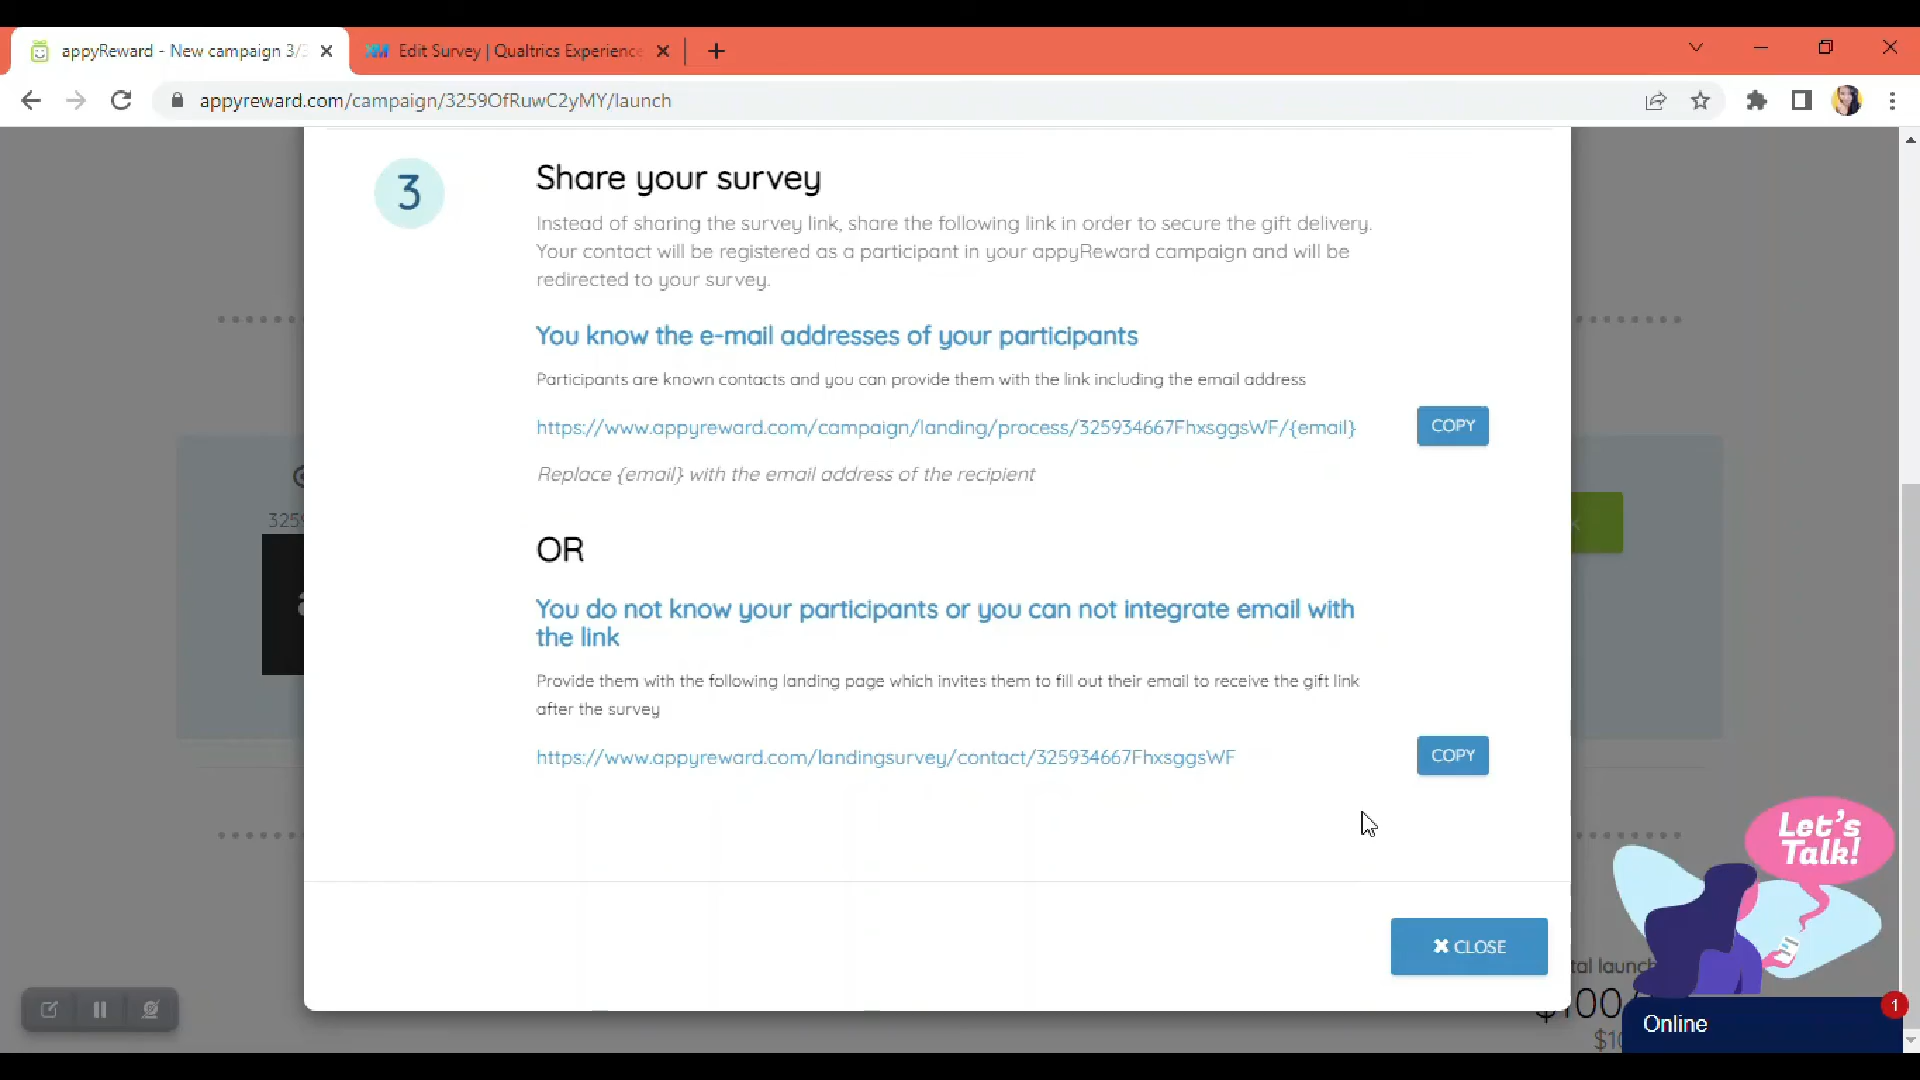 appyReward - New campaign 3/3
Edit Survey | Qualtrics Experience
appyreward.com/campaign/3259OfRuwC2yMY/launch
3
Share your survey
Instead of sharing the survey link, share the following link in order to secure the gift delivery.
Your contact will be registered as a participant in your appyReward campaign and will be
redirected to your survey.
You know the e-mail addresses of your participants
Participants are known contacts and you can provide them with the link including the email address
https://www.appyreward.com/campaign/landing/process/325934667FhxsggsWF/{email}
COPY
Replace {email} with the email address of the recipient
3259
OR
You do not know your participants or you can not integrate email with
the link
Provide them with the following landing page which invites them to fill out their email to receive the gift link
after the survey
https://www.appyreward.com/landingsurvey/contact/325934667FhxsggsWF
COPY
Let's
Talk!
CLOSE
1
Online